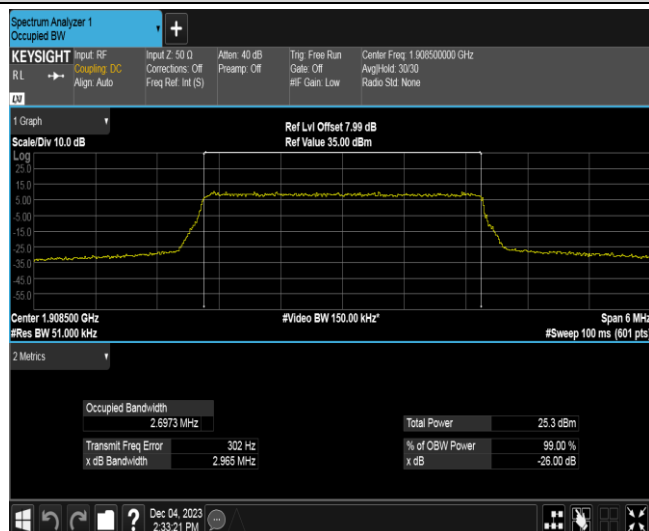 Spectrum Analyzer 1
Occupied BW
+
KEYSIGHT
RL
LXI
Input: RF
Coupling: DC
Align: Auto
Input Z: 50 Ω
Corrections: Off
Freq Ref: Int (S)
Atten: 40 dB
Preamp: Off
Trig: Free Run
Gate: Off
#IF Gain: Low
Center Freq: 1.908500000 GHz
Avg|Hold: 30/30
Radio Std: None
1 Graph
Scale/Div 10.0 dB
Ref Lvl Offset 7.99 dB
Ref Value 35.00 dBm
Log
25.0
15.0
5.00
-5.00
-15.0
-25.0
-35.0
-45.0
-55.0
Center 1.908500 GHz
#Res BW 51.000 kHz
#Video BW 150.00 kHz*
Span 6 MHz
#Sweep 100 ms (601 pts)
2 Metrics
Occupied Bandwidth
2.6973 MHz
Transmit Freq Error 302 Hz
x dB Bandwidth 2.965 MHz
Total Power 25.3 dBm
% of OBW Power 99.00 %
x dB -26.00 dB
?
Dec 04, 2023
2:33:21 PM